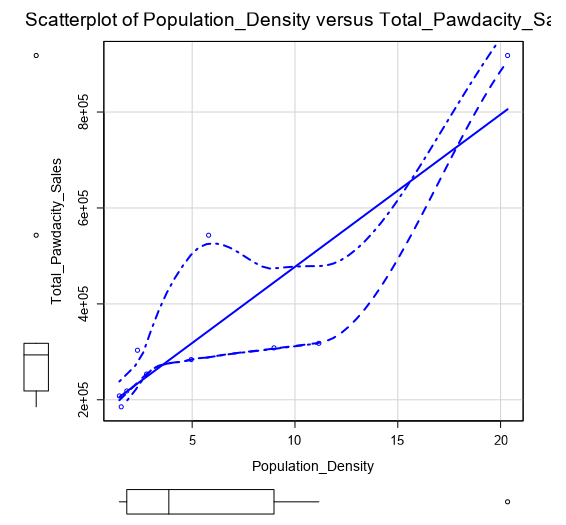 Scatterplot of Population_Density versus Total_Pawdacity_Sa
8e+05
6e+05
4e+05
2e+05
Total_Pawdacity_Sales
5 10 15 20
Population_Density